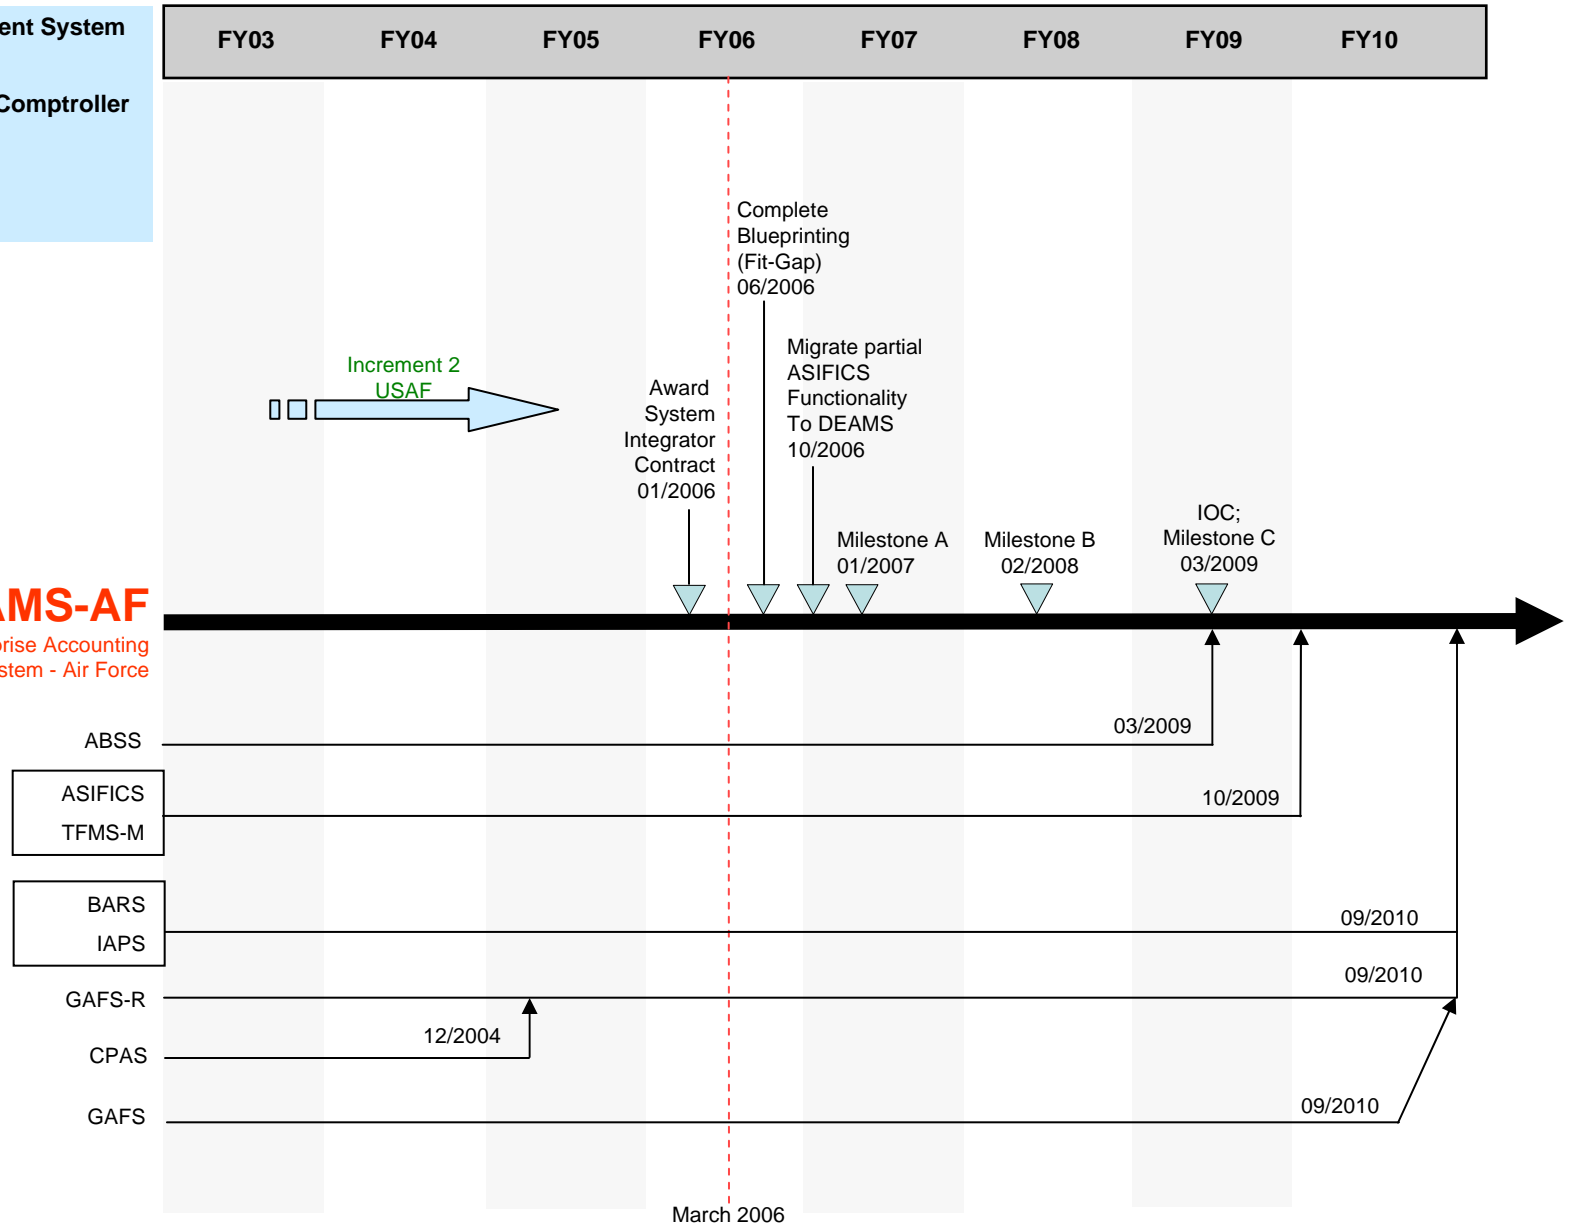 ent System
Comptroller
FY03 FY04 FY05 FY06 FY07 FY08 FY09 FY10
Complete
Blueprinting
(Fit-Gap)
06/2006
Increment 2
USAF
Migrate partial
ASIFICS
Functionality
To DEAMS
10/2006
Award
System
Integrator
Contract
01/2006
Milestone A
01/2007
Milestone B
02/2008
IOC;
Milestone C
03/2009
AMS-AF
prise Accounting
stem - Air Force
ABSS
03/2009
ASIFICS
TFMS-M
10/2009
BARS
IAPS
09/2010
GAFS-R
09/2010
CPAS
12/2004
GAFS
09/2010
March 2006